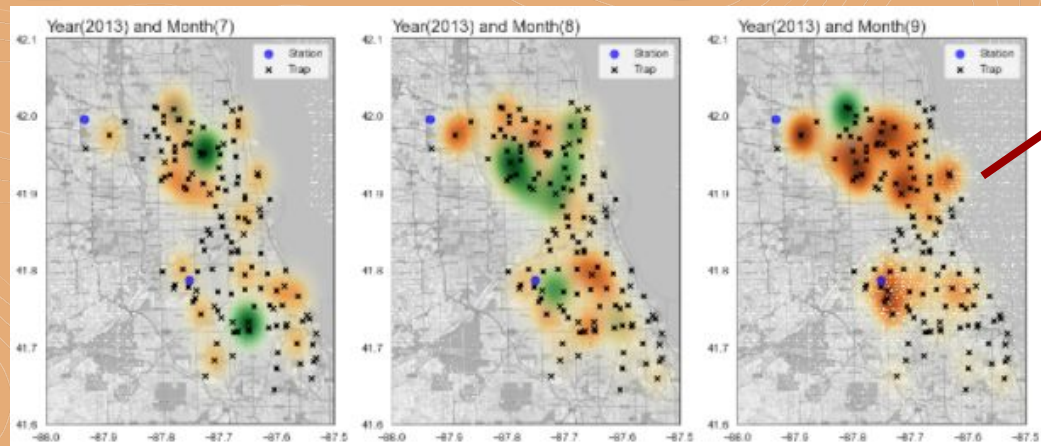 Year(2013) and Month(7)
42.1
42.0
41.9
41.8
41.7
41.6
-88.0 -87.9 -87.8 -87.7 -87.6 -87.5
Station
Trap
Year(2013) and Month(8)
42.1
42.0
41.9
41.8
41.7
41.6
-88.0 -87.9 -87.8 -87.7 -87.6 -87.5
Station
Trap
Year(2013) and Month(9)
42.1
42.0
41.9
41.8
41.7
41.6
-88.0 -87.9 -87.8 -87.7 -87.6 -87.5
Station
Trap